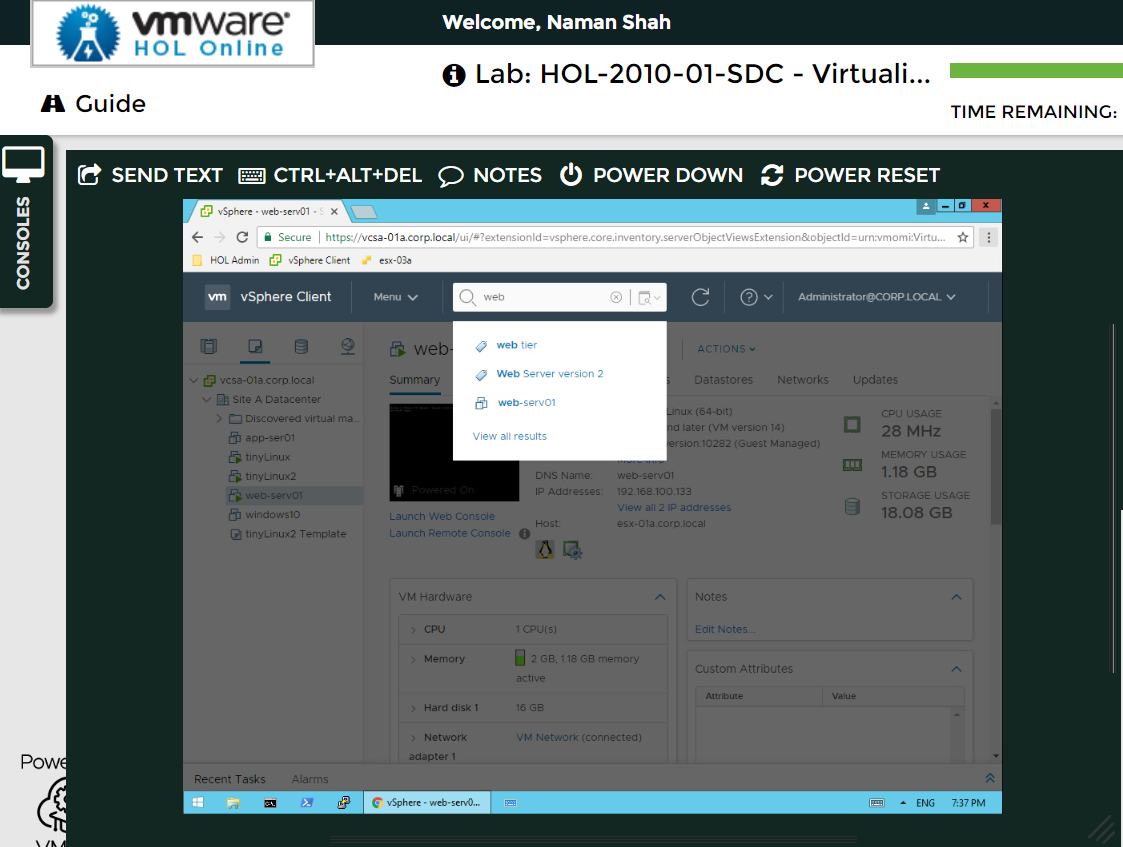 vmware®
HOL Online
Welcome, Naman Shah
Lab: HOL-2010-01-SDC - Virtuali...
Guide
TIME REMAINING:
CONSOLES
SEND TEXT CTRL+ALT+DEL NOTES POWER DOWN POWER RESET
vSphere - web-serv01 - S
Secure https://vcsa-01a.corp.local/ui/#?extensionId=vsphere.core.inventory.serverObjectViewsExtension&objectId=urn:vmomi:Virtu...
HOL Admin vSphere Client esx-03a
vm vSphere Client Menu web Administrator@CORP.LOCAL
web tier
Web Server version 2
web-serv01
View all results
web-
ACTIONS
Summary s Datastores Networks Updates
vcsa-01a.corp.local
Site A Datacenter
Discovered virtual ma...
app-ser01
tinyLinux
tinyLinux2
web-serv01
windows10
tinyLinux2 Template
Powered On
Launch Web Console
Launch Remote Console
Linux (64-bit)
nd later (VM version 14)
ersion:10282 (Guest Managed)
More info
DNS Name: web-serv01
IP Addresses: 192.168.100.133
View all 2 IP addresses
Host: esx-01a.corp.local
CPU USAGE
28 MHz
MEMORY USAGE
1.18 GB
STORAGE USAGE
18.08 GB
VM Hardware
CPU 1 CPU(s)
Memory 2 GB, 1.18 GB memory
active
Hard disk 1 16 GB
Network VM Network (connected)
adapter 1
Notes
Edit Notes...
Custom Attributes
Attribute Value
Recent Tasks Alarms
vSphere - web-serv0... ENG 7:37 PM
Powe
VM